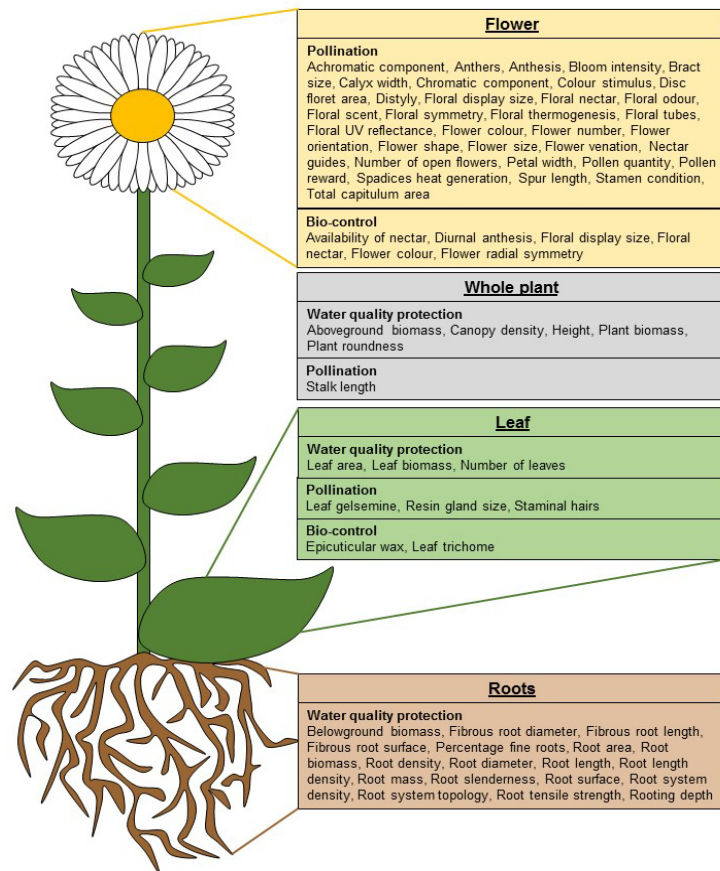 Flower
Pollination
Achromatic component, Anthers, Anthesis, Bloom intensity, Bract
size, Calyx width, Chromatic component, Colour stimulus, Disc
floret area, Distyly, Floral display size, Floral nectar, Floral odour,
Floral scent, Floral symmetry, Floral thermogenesis, Floral tubes,
Floral UV reflectance, Flower colour, Flower number, Flower
orientation, Flower shape, Flower size, Flower venation, Nectar
guides, Number of open flowers, Petal width, Pollen quantity, Pollen
reward, Spadices heat generation, Spur length, Stamen condition,
Total capitulum area
Bio-control
Availability of nectar, Diurnal anthesis, Floral display size, Floral
nectar, Flower colour, Flower radial symmetry
Whole plant
Water quality protection
Aboveground biomass, Canopy density, Height, Plant biomass,
Plant roundness
Pollination
Stalk length
Leaf
Water quality protection
Leaf area, Leaf biomass, Number of leaves
Pollination
Leaf gelsemine, Resin gland size, Staminal hairs
Bio-control
Epicuticular wax, Leaf trichome
Roots
Water quality protection
Belowground biomass, Fibrous root diameter, Fibrous root length,
Fibrous root surface, Percentage fine roots, Root area, Root
biomass, Root density, Root diameter, Root length, Root length
density, Root mass, Root slenderness, Root surface, Root system
density, Root system topology, Root tensile strength, Rooting depth